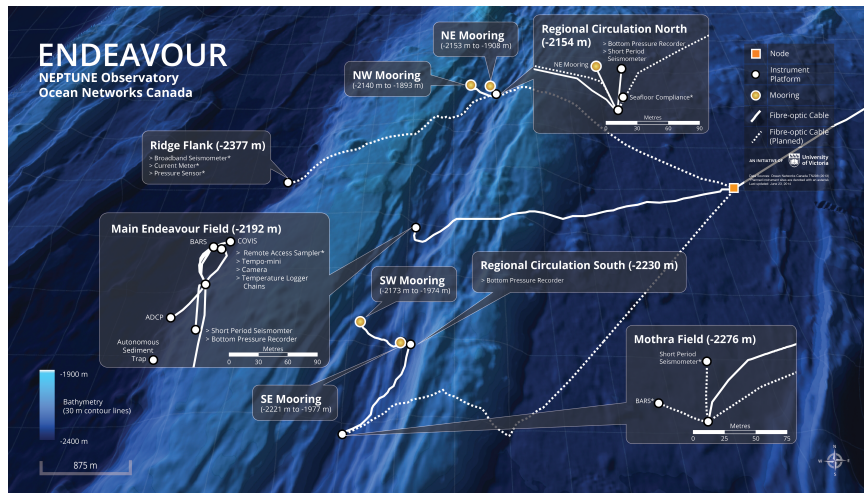 ENDEAVOUR
NEPTUNE Observatory
Ocean Networks Canada
NE Mooring
(-2153 m to -1908 m)
NW Mooring
(-2140 m to -1893 m)
Regional Circulation North
(-2154 m)
> Bottom Pressure Recorder
> Short Period
Seismometer
NE Mooring
Seafloor Compliance*
Metres
0 30 60 90
Node
Instrument
Platform
Mooring
Fibre-optic Cable
Fibre-optic Cable
(Planned)
AN INITIATIVE OF
University
of Victoria
Ridge Flank (-2377 m)
> Broadband Seismometer*
> Current Meter*
> Pressure Sensor*
Main Endeavour Field (-2192 m)
BARS
COVIS
> Remote Access Sampler*
> Tempo-mini
> Camera
> Temperature Logger
Chains
ADCP
> Short Period Seismomter
> Bottom Pressure Recorder
Autonomous
Sediment
Trap
Metres
0 30 60 90
SW Mooring
(-2173 m to -1974 m)
Regional Circulation South (-2230 m)
> Bottom Pressure Recorder
SE Mooring
(-2221 m to -1977 m)
Mothra Field (-2276 m)
Short Period
Seismometer*
BARS*
Metres
0 25 50 75
-1900 m
Bathymetry
(30 m contour lines)
-2400 m
875 m
N
W
E
S